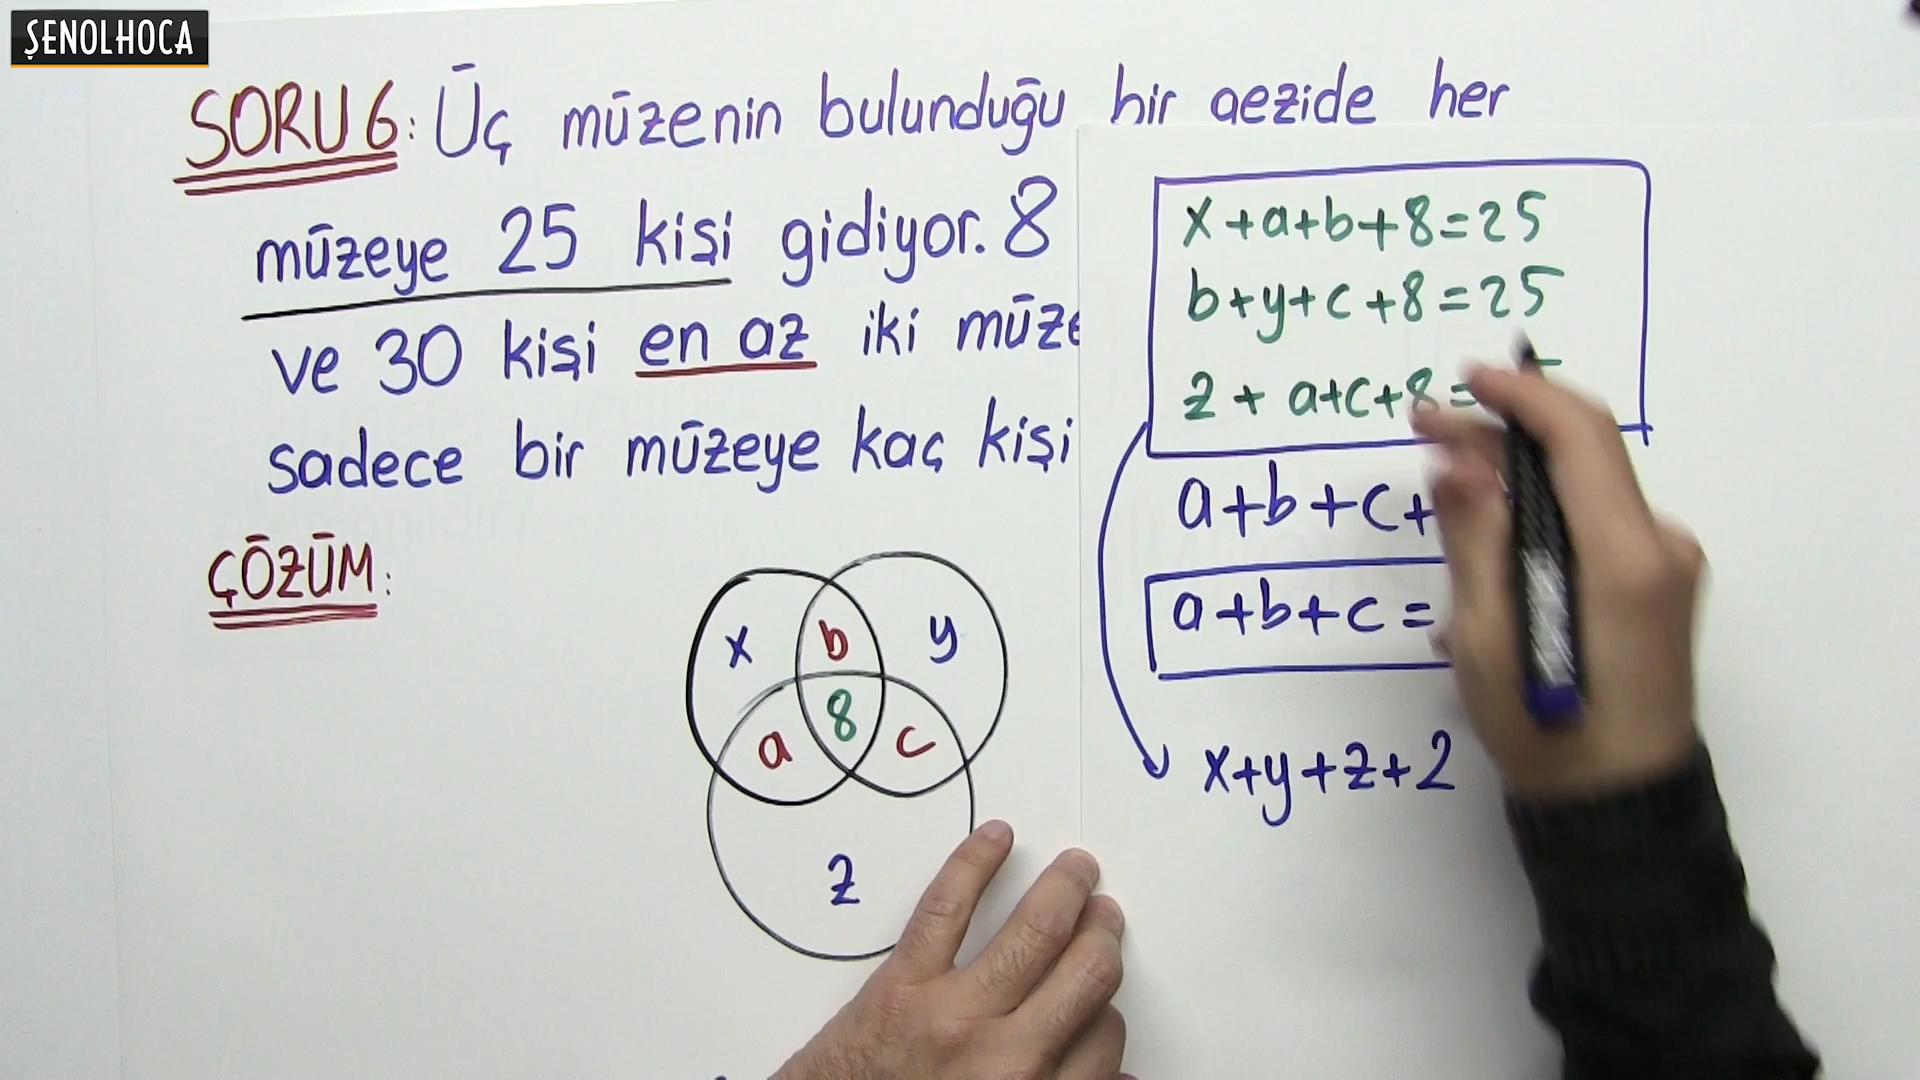 ŞENOLHOCA
SORU 6: Üç müzenin bulunduğu bir gezide her
müzeye 25 kişi gidiyor. 8
ve 30 kişi en az iki müze
sadece bir müzeye kaç kişi
ÇÖZÜM:
x b y
8
a c
z
x+a+b+8=25
b+y+c+8=25
z+a+c+8=
a+b+c+
a+b+c=
x+y+z+2